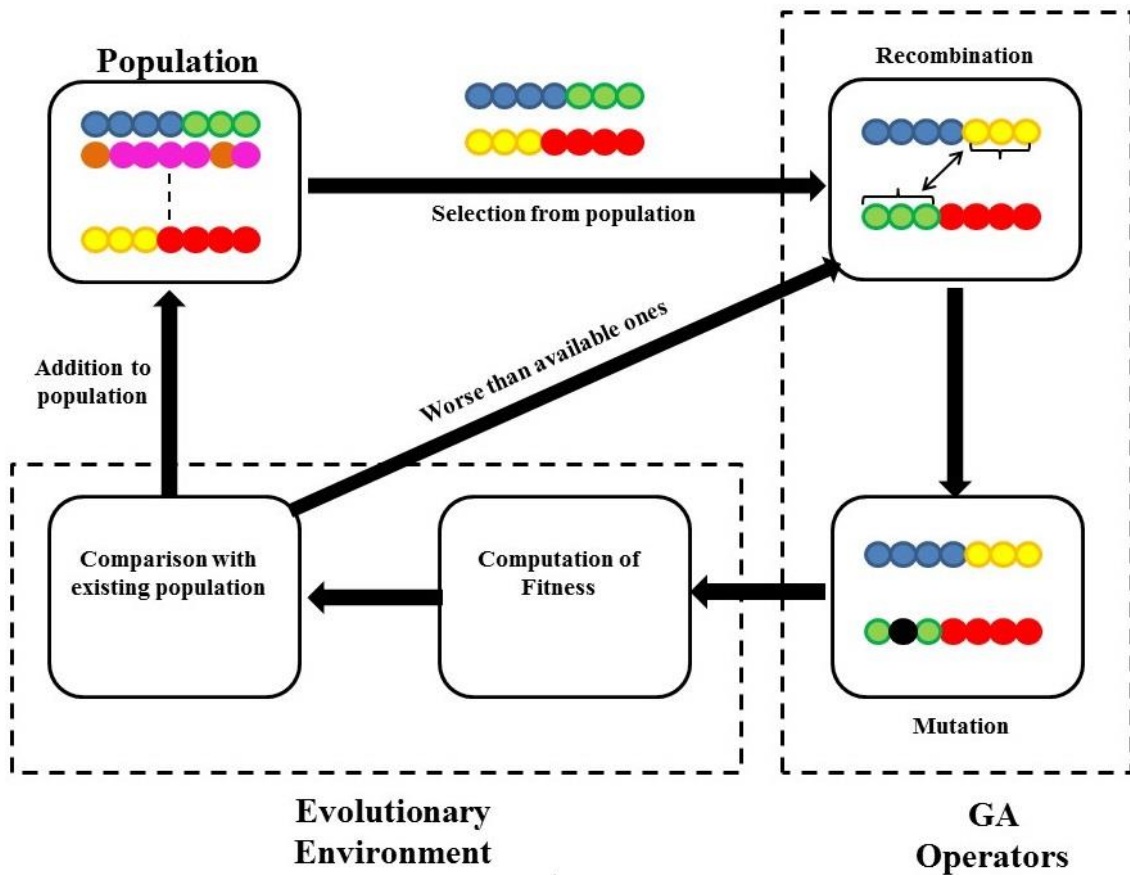 Population
Recombination
Selection from population
Worse than available ones
Addition to
population
Comparison with
existing population
Computation of
Fitness
Mutation
Evolutionary
Environment
GA
Operators